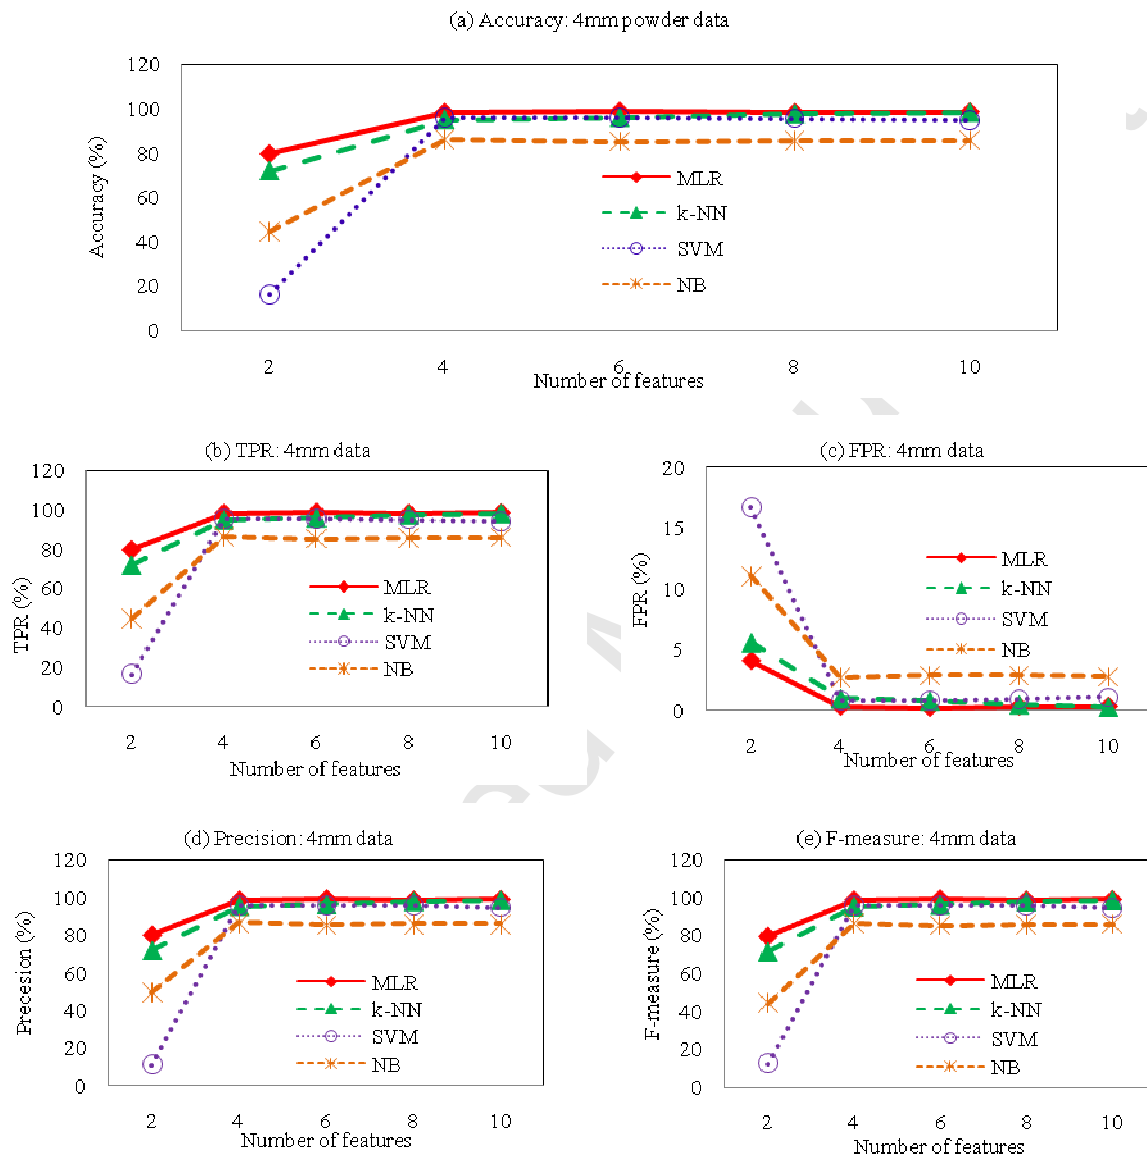 (a) Accuracy: 4mm powder data
120
100
80
60
40
20
0
Accuracy (%)
MLR
k-NN
SVM
NB
2 4 6 8 10
Number of features
(b) TPR: 4mm data
120
100
80
60
40
20
0
TPR (%)
MLR
k-NN
SVM
NB
2 4 6 8 10
Number of features
(c) FPR: 4mm data
20
15
10
5
0
FPR (%)
MLR
k-NN
SVM
NB
2 4 6 8 10
Number of features
(d) Precision: 4mm data
120
100
80
60
40
20
0
Precesion (%)
MLR
k-NN
SVM
NB
2 4 6 8 10
Number of features
(e) F-measure: 4mm data
120
100
80
60
40
20
0
F-measure (%)
MLR
k-NN
SVM
NB
2 4 6 8 10
Number of features